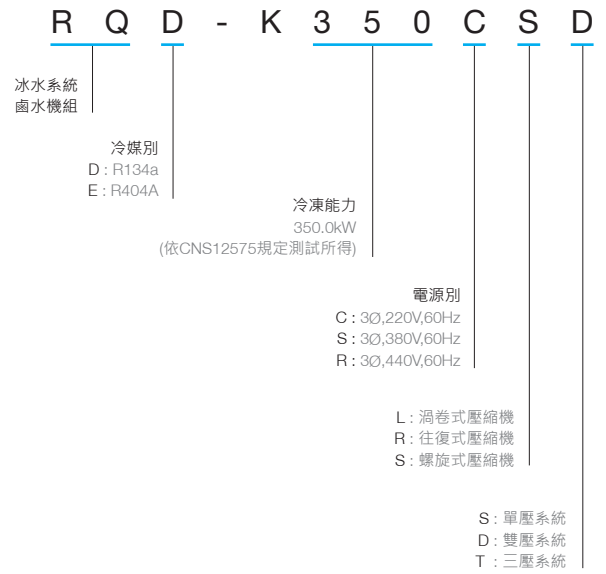 RQD-K350CSD
冰水系統
鹵水機組
冷媒別
D : R134a
E : R404A
冷凍能力
350.0kW
(依CNS12575規定測試所得)
電源別
C : 3Ø,220V,60Hz
S : 3Ø,380V,60Hz
R : 3Ø,440V,60Hz
L : 渦卷式壓縮機
R : 往復式壓縮機
S : 螺旋式壓縮機
S : 單壓系統
D : 雙壓系統
T : 三壓系統